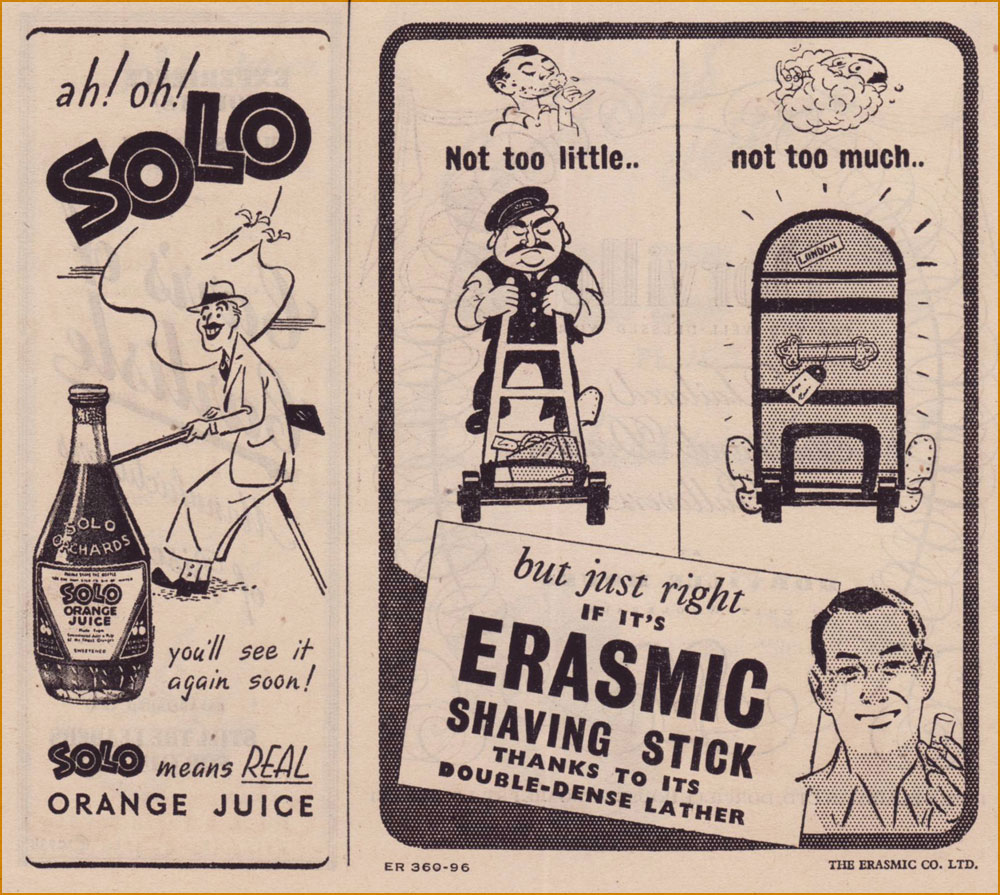 ah! oh!
SOLO
SOLO
ORCHARDS
SOLO
ORANGE
JUICE
SWEETENED
you'll see it
again soon!
SOLO means REAL
ORANGE JUICE
Not too little..
not too much..
LONDON
but just right
IF IT'S
ERASMIC
SHAVING STICK
THANKS TO ITS
DOUBLE-DENSE LATHER
ER 360-96
THE ERASMIC CO. LTD.